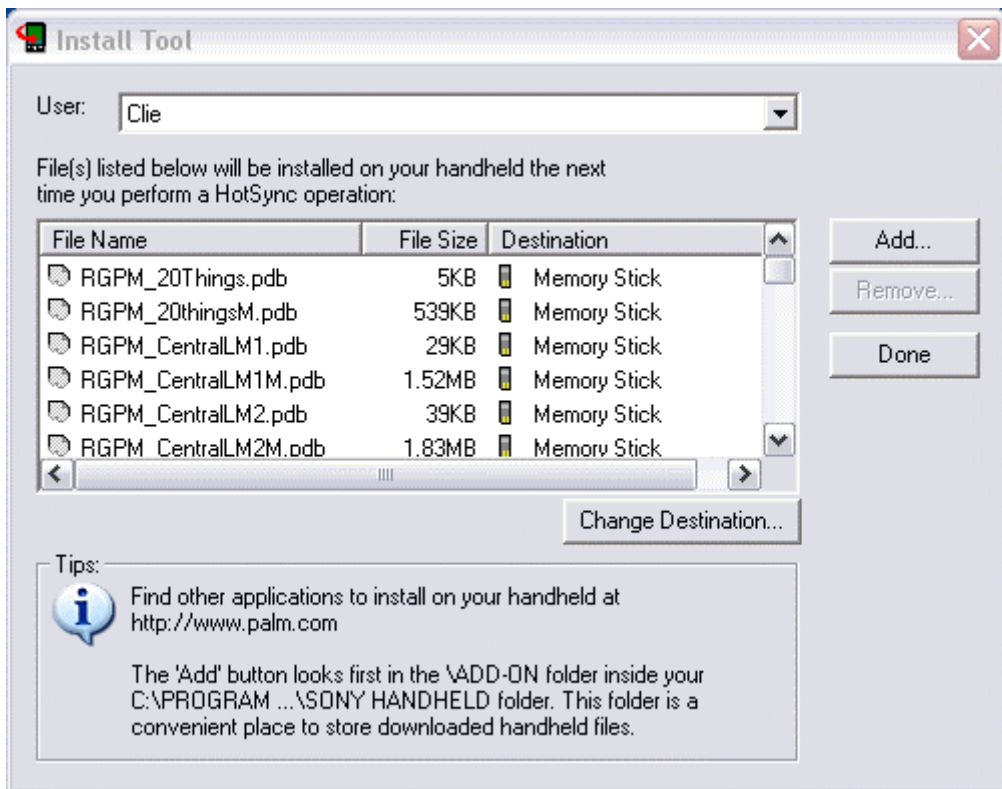 Install Tool
User: Clie
File(s) listed below will be installed on your handheld the next
time you perform a HotSync operation:
File Name File Size Destination
RGPM_20Things.pdb 5KB Memory Stick
RGPM_20thingsM.pdb 539KB Memory Stick
RGPM_CentralLM1.pdb 29KB Memory Stick
RGPM_CentralLM1M.pdb 1.52MB Memory Stick
RGPM_CentralLM2.pdb 39KB Memory Stick
RGPM_CentralLM2M.pdb 1.83MB Memory Stick
Add...
Remove...
Done
Change Destination...
Tips:
Find other applications to install on your handheld at
http://www.palm.com
The 'Add' button looks first in the \ADD-ON folder inside your
C:\PROGRAM ...\SONY HANDHELD folder. This folder is a
convenient place to store downloaded handheld files.